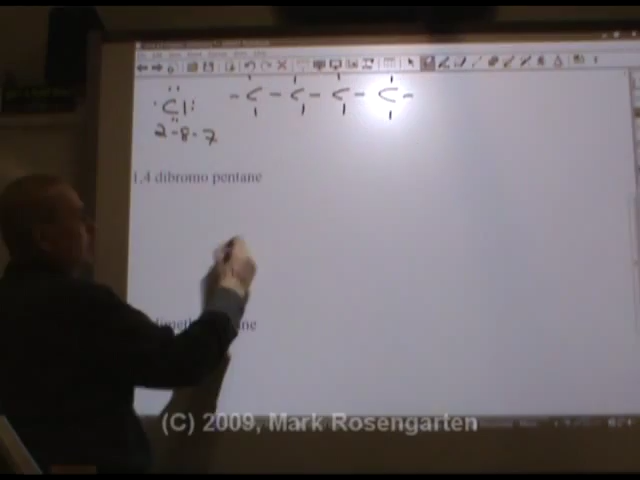 ·Cl:
- C - C - C - C -
2-8-7
1,4 dibromo pentane
(C) 2009, Mark Rosengarten